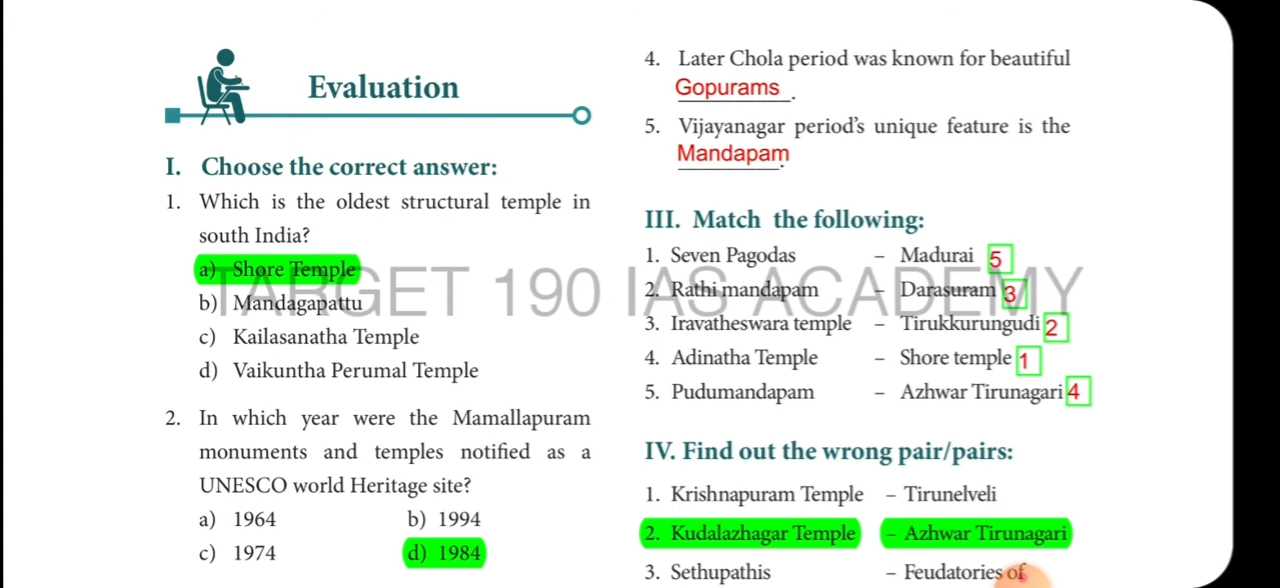 Evaluation
I. Choose the correct answer:
1. Which is the oldest structural temple in
south India?
a) Shore Temple
b) Mandagapattu
c) Kailasanatha Temple
d) Vaikuntha Perumal Temple
2. In which year were the Mamallapuram
monuments and temples notified as a
UNESCO world Heritage site?
a) 1964 b) 1994
c) 1974 d) 1984
4. Later Chola period was known for beautiful
Gopurams.
5. Vijayanagar period's unique feature is the
Mandapam.
III. Match the following:
1. Seven Pagodas – Madurai 5
2. Rathi mandapam – Darasuram 3
3. Iravatheswara temple – Tirukkurungudi 2
4. Adinatha Temple – Shore temple 1
5. Pudumandapam – Azhwar Tirunagari 4
IV. Find out the wrong pair/pairs:
1. Krishnapuram Temple – Tirunelveli
2. Kudalazhagar Temple – Azhwar Tirunagari
3. Sethupathis – Feudatories of
TARGET 190 IAS ACADEMY